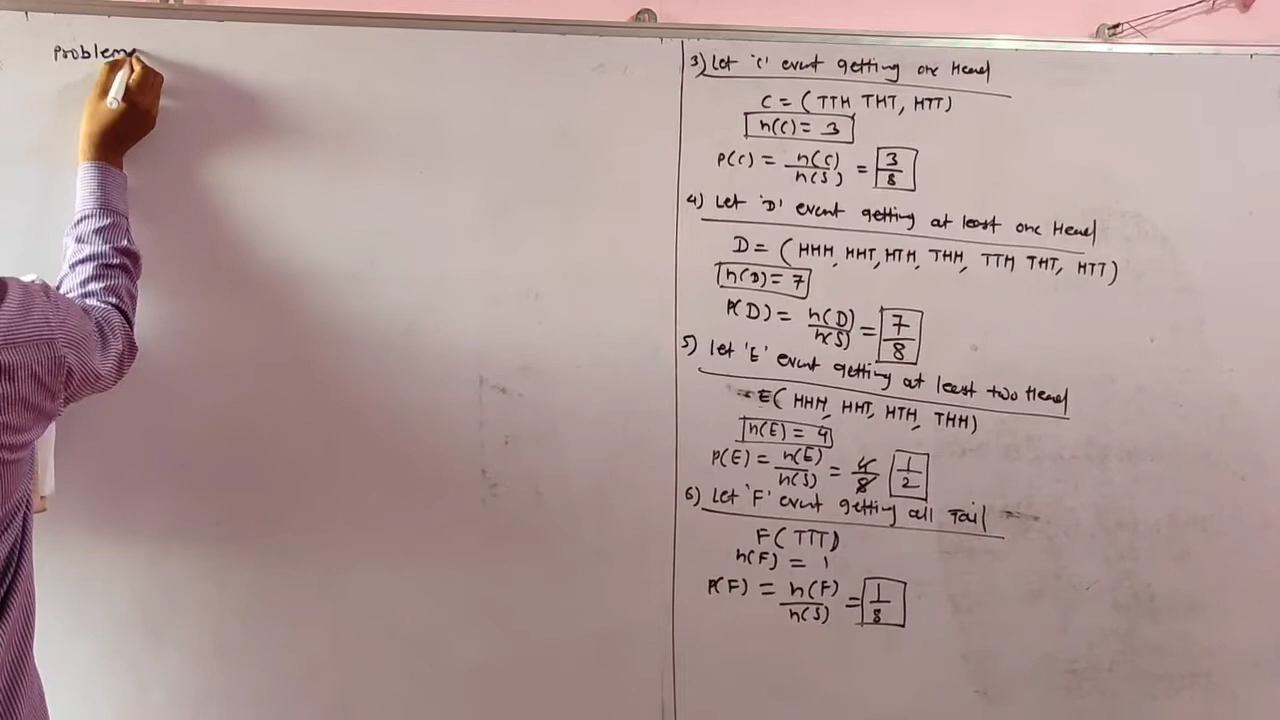 Problems
3) Let 'C' event getting one Head
C = (TTH THT, HTT)
n(C) = 3
P(C) = n(C)/n(S) = 3/8
4) Let 'D' event getting at least one Head
D = (HHH, HHT, HTH, THH, TTH THT, HTT)
n(D) = 7
P(D) = n(D)/n(S) = 7/8
5) Let 'E' event getting at least two Head
E( HHH, HHT, HTH, THH)
n(E) = 4
P(E) = n(E)/n(S) = 4/8 1/2
6) Let 'F' event getting all Tail
F( TTT)
n(F) = 1
P(F) = n(F)/n(S) = 1/8